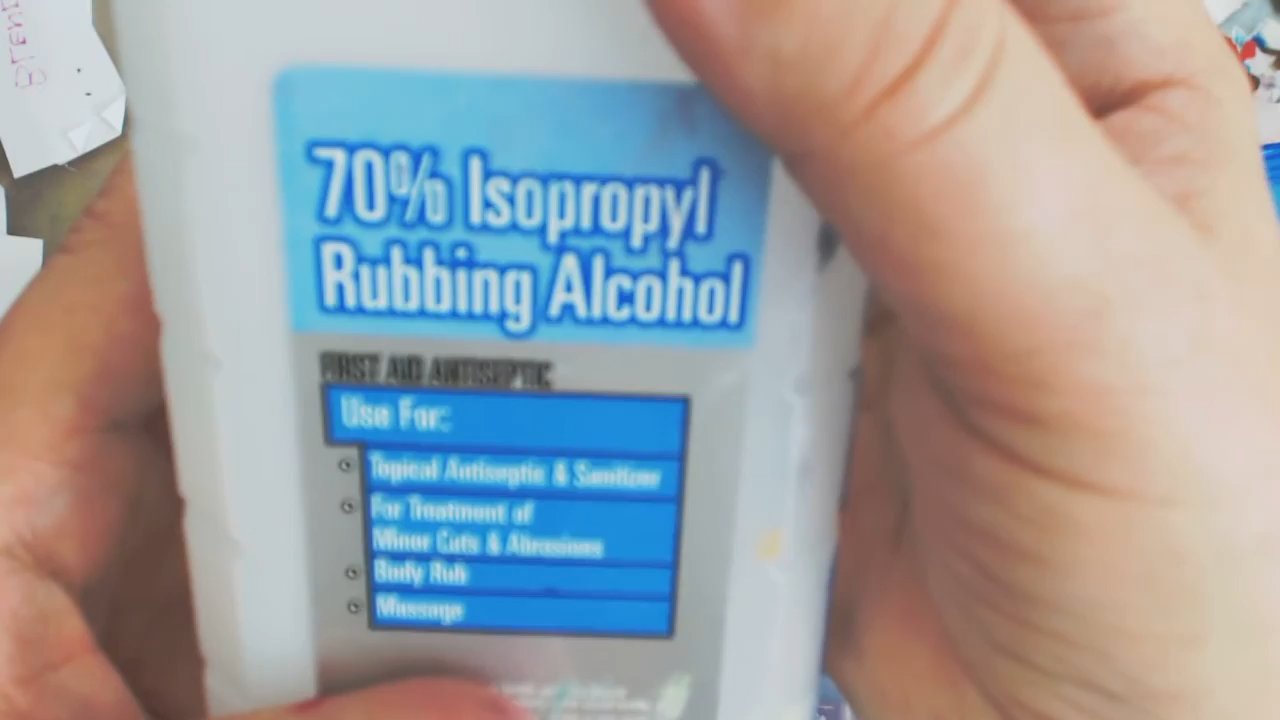 70% Isopropyl
Rubbing Alcohol
FIRST AID ANTISEPTIC
Use For:
Topical Antiseptic & Sanitizer
For Treatment of
Minor Cuts & Abrasions
Body Rub
Massage